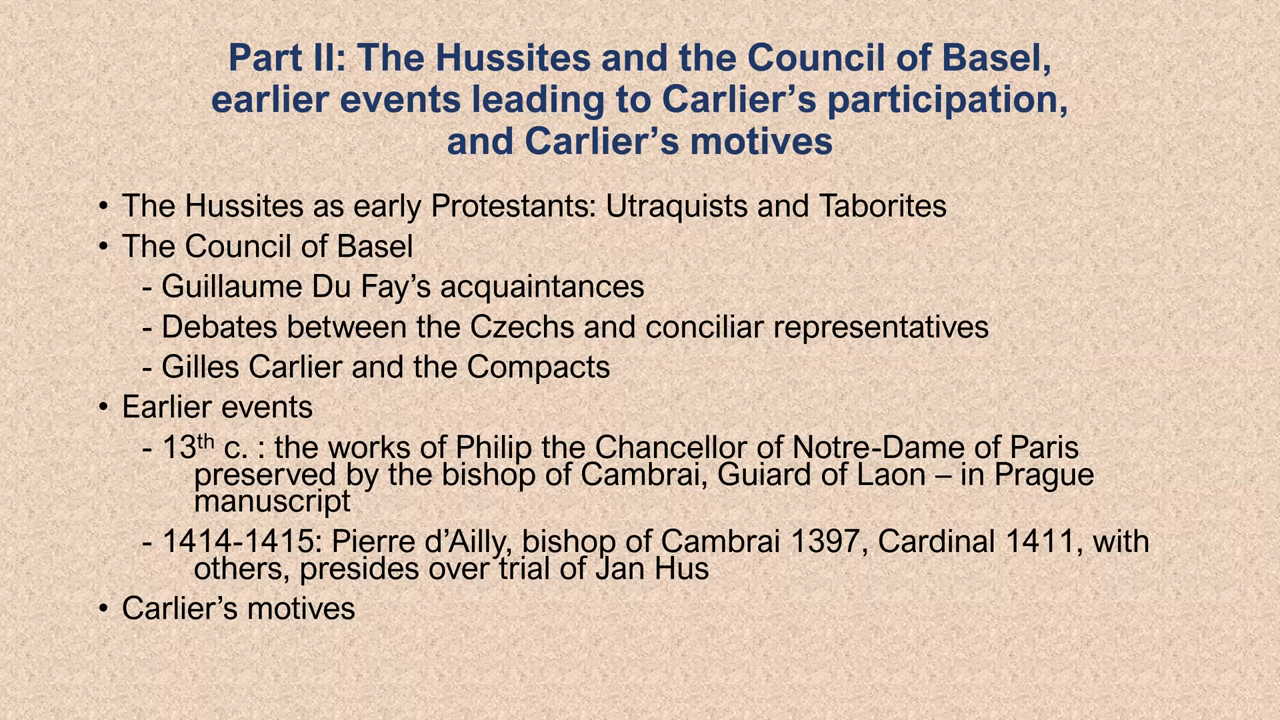 Part II: The Hussites and the Council of Basel,
earlier events leading to Carlier’s participation,
and Carlier’s motives
• The Hussites as early Protestants: Utraquists and Taborites
• The Council of Basel
- Guillaume Du Fay’s acquaintances
- Debates between the Czechs and conciliar representatives
- Gilles Carlier and the Compacts
• Earlier events
- 13th c. : the works of Philip the Chancellor of Notre-Dame of Paris
preserved by the bishop of Cambrai, Guiard of Laon – in Prague
manuscript
- 1414-1415: Pierre d’Ailly, bishop of Cambrai 1397, Cardinal 1411, with
others, presides over trial of Jan Hus
• Carlier’s motives